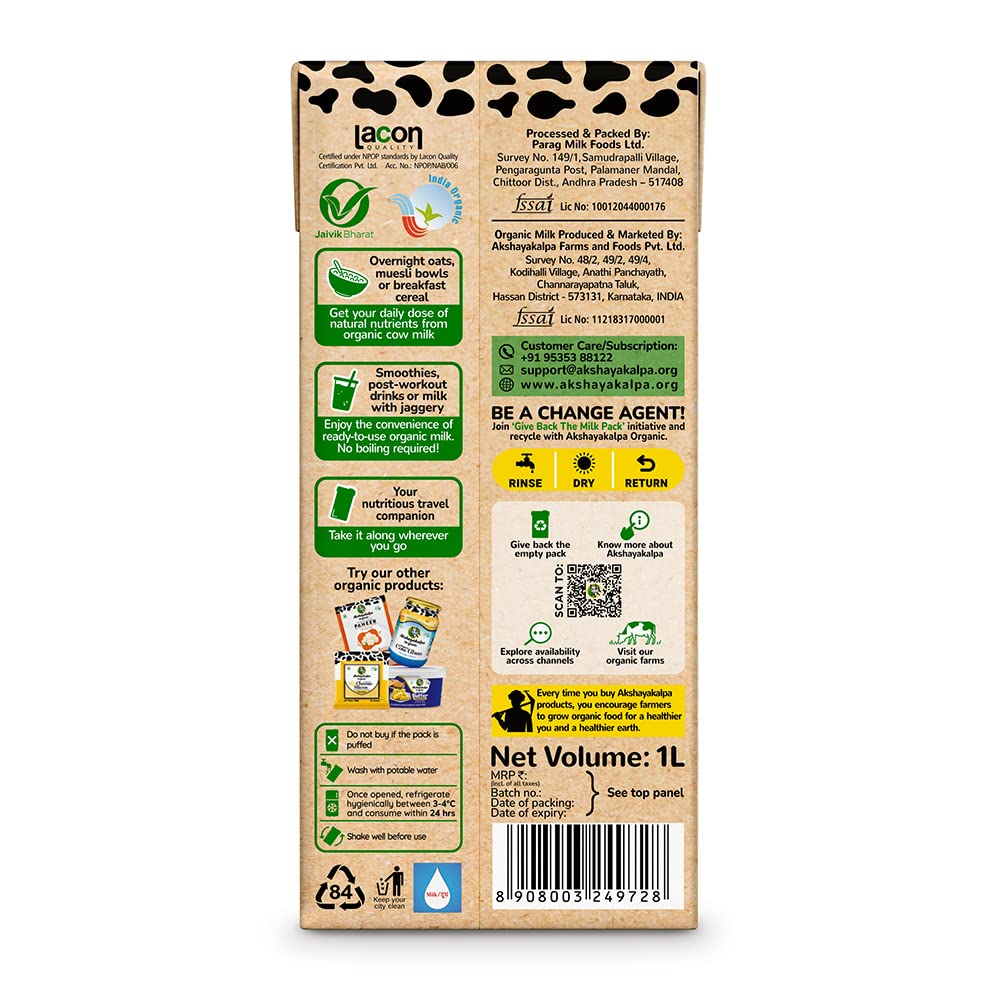 Lacon
QUALITY
Certified under NPOP standards by Lacon Quality
Certification Pvt. Ltd. Acc. No.: NPOP/NAB/006
Jaivik Bharat
India Organic
Overnight oats,
muesli bowls
or breakfast
cereal
Get your daily dose of
natural nutrients from
organic cow milk
Smoothies,
post-workout
drinks or milk
with jaggery
Enjoy the convenience of
ready-to-use organic milk.
No boiling required!
Your
nutritious travel
companion
Take it along wherever
you go
Try our other
organic products:
Akshayakalpa
PANEER
Akshayakalpa
organic
Cow Ghee
Akshayakalpa
Cheese
Slices
Butter
Do not buy if the pack is
puffed
Wash with potable water
Once opened, refrigerate
hygienically between 3-4°C
and consume within 24 hrs
Shake well before use
84
Keep your
city clean
Milk / दूध
Processed & Packed By:
Parag Milk Foods Ltd.
Survey No. 149/1,Samudrapalli Village,
Pengaragunta Post, Palamaner Mandal,
Chittoor Dist., Andhra Pradesh – 517408
fssai Lic No: 10012044000176
Organic Milk Produced & Marketed By:
Akshayakalpa Farms and Foods Pvt. Ltd.
Survey No. 48/2, 49/2, 49/4,
Kodihalli Village, Anathi Panchayath,
Channarayapatna Taluk,
Hassan District - 573131, Karnataka, INDIA
fssai Lic No: 11218317000001
Customer Care/Subscription:
+91 95353 88122
support@akshayakalpa.org
www.akshayakalpa.org
BE A CHANGE AGENT!
Join ‘Give Back The Milk Pack’ initiative and
recycle with Akshayakalpa Organic.
RINSE DRY RETURN
Give back the
empty pack
Know more about
Akshayakalpa
SCAN TO:
Explore availability
across channels
Visit our
organic farms
Every time you buy Akshayakalpa
products, you encourage farmers
to grow organic food for a healthier
you and a healthier earth.
Net Volume: 1L
MRP ₹:
(Incl. of all taxes)
Batch no.:
Date of packing:
Date of expiry:
See top panel
8 908003 249728